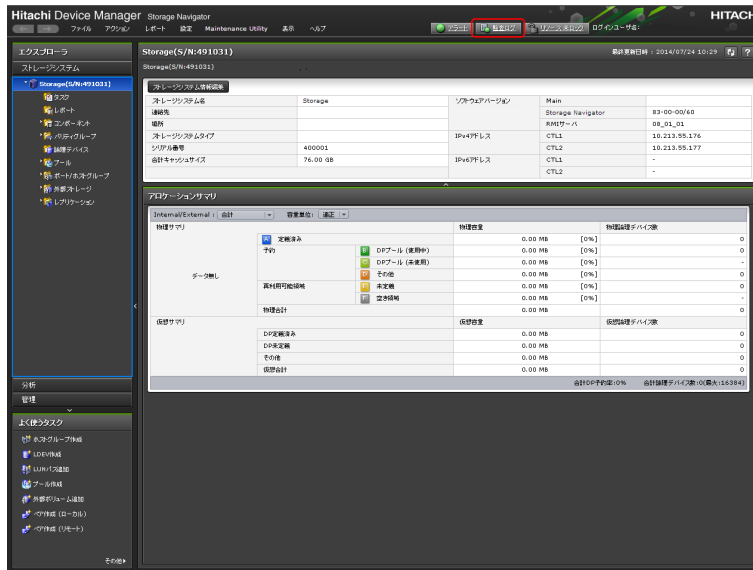 Hitachi Device Manager Storage Navigator
HITACHI
ファイル アクション レポート 設定 Maintenance Utility 表示 ヘルプ
アラート 監査ログ リソース未ロック ログインユーザ名:
エクスプローラ
ストレージシステム
Storage(S/N:491031)
タスク
レポート
コンポーネント
パリティグループ
論理デバイス
プール
ポート/ホストグループ
外部ストレージ
レプリケーション
分析
管理
よく使うタスク
ホストグループ作成
LDEV作成
LUNパス追加
プール作成
外部ボリューム追加
ペア作成 (ローカル)
ペア作成 (リモート)
その他
Storage(S/N:491031)
最終更新日時 : 2014/07/24 10:29
Storage(S/N:491031)
ストレージシステム情報編集
ストレージシステム名 Storage ソフトウェアバージョン Main
連絡先 Storage Navigator 83-00-00/60
場所 RMIサーバ 08_01_01
ストレージシステムタイプ IPv4アドレス CTL1 10.213.55.176
シリアル番号 400001 CTL2 10.213.55.177
合計キャッシュサイズ 76.00 GB IPv6アドレス CTL1 -
CTL2 -
アロケーションサマリ
Internal/External : 合計 容量単位: 適正
物理サマリ 物理容量 物理論理デバイス数
定義済み 0.00 MB [0%] 0
予約 DPプール (使用中) 0.00 MB [0%] 0
DPプール (未使用) 0.00 MB [0%] -
データ無し
その他 0.00 MB [0%] 0
再利用可能領域 未定義 0.00 MB [0%] 0
空き領域 0.00 MB [0%] -
物理合計 0.00 MB 0
仮想サマリ 仮想容量 仮想論理デバイス数
DP定義済み 0.00 MB 0
DP未定義 0.00 MB 0
その他 0.00 MB 0
仮想合計 0.00 MB 0
合計DP予約率:0% 合計論理デバイス数:0(最大:16384)